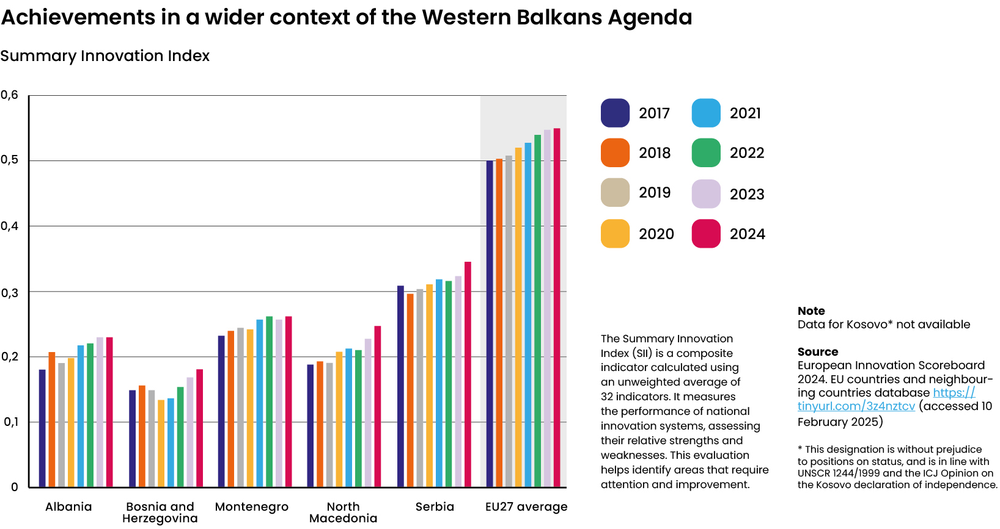 Achievements in a wider context of the Western Balkans Agenda
Summary Innovation Index
0,6
0,5
0,4
0,3
0,2
0,1
0
Albania
Bosnia and
Herzegovina
Montenegro
North
Macedonia
Serbia
EU27 average
2017
2018
2019
2020
2021
2022
2023
2024
The Summary Innovation
Index (SII) is a composite
indicator calculated using
an unweighted average of
32 indicators. It measures
the performance of national
innovation systems, assessing
their relative strengths and
weaknesses. This evaluation
helps identify areas that require
attention and improvement.
Note
Data for Kosovo* not available
Source
European Innovation Scoreboard
2024. EU countries and neighbour-
ing countries database https://
tinyurl.com/3z4nztcv (accessed 10
February 2025)
* This designation is without prejudice
to positions on status, and is in line with
UNSCR 1244/1999 and the ICJ Opinion on
the Kosovo declaration of independence.